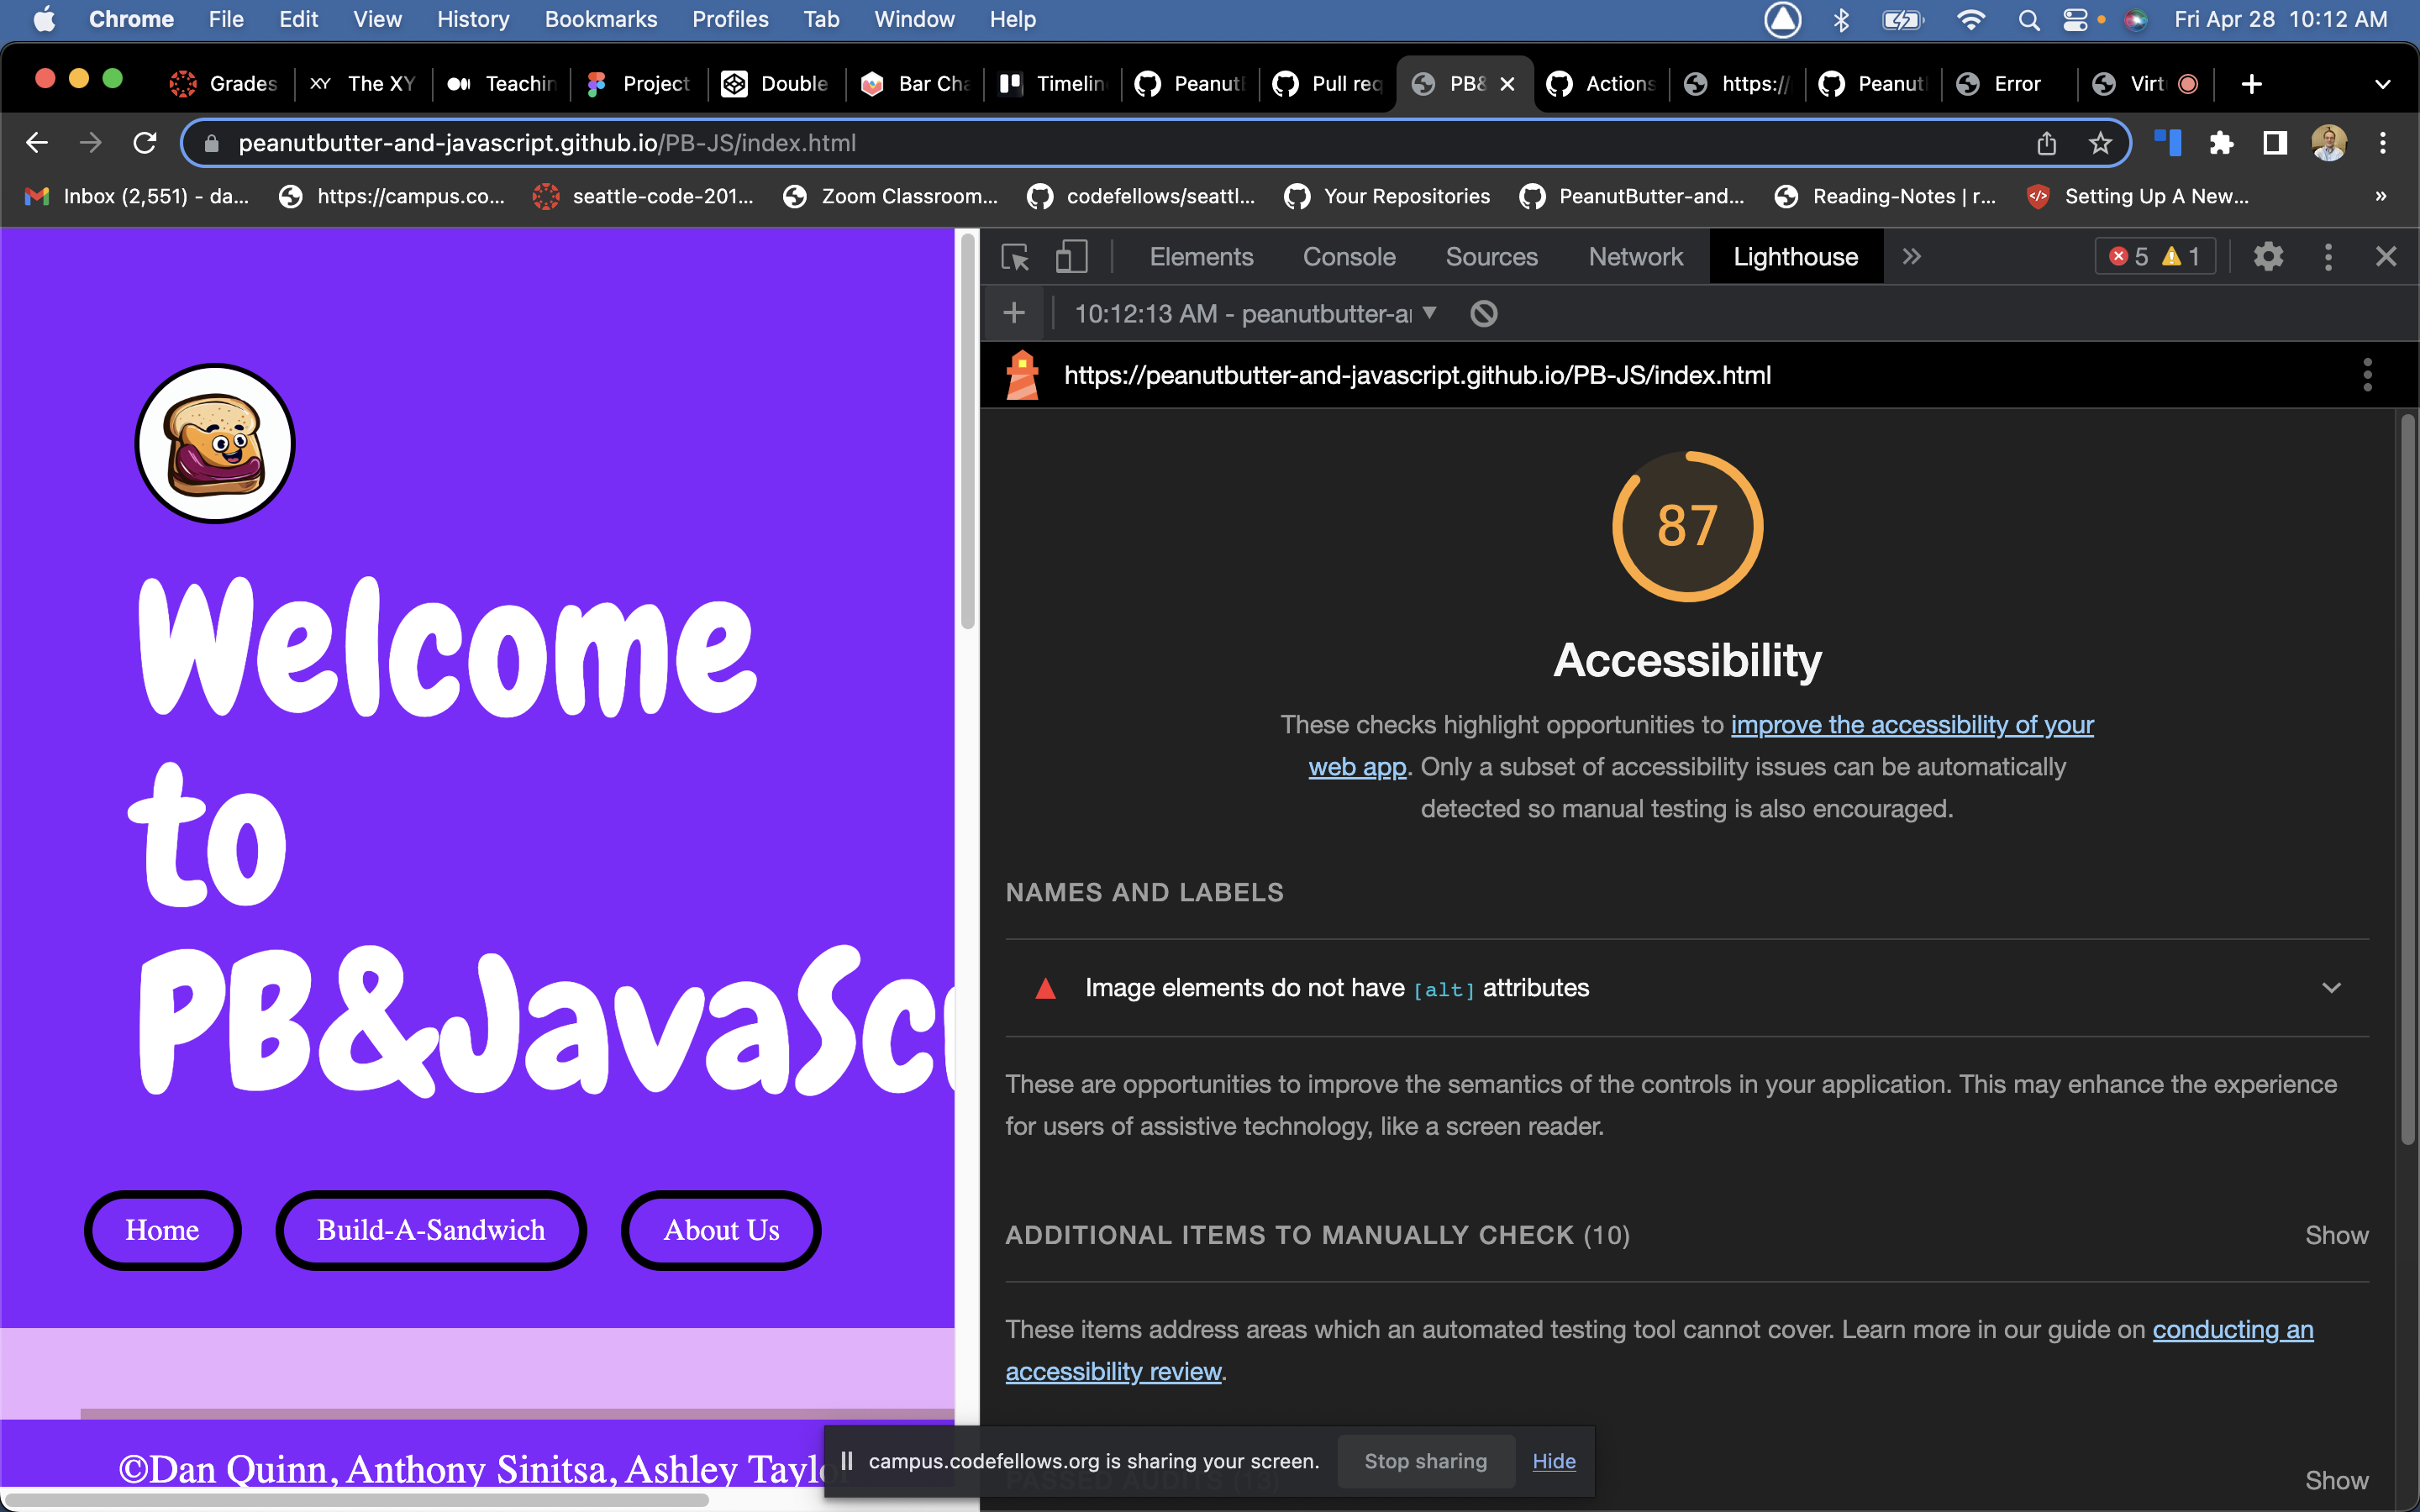 Chrome File Edit View History Bookmarks Profiles Tab Window Help Fri Apr 28 10:12 AM
Grades XY The XY Teachin Project Double Bar Cha Timelin Peanut Pull req PB& Actions https:// Peanut Error Virt
peanutbutter-and-javascript.github.io/PB-JS/index.html
Inbox (2,551) - da... https://campus.co... seattle-code-201... Zoom Classroom... codefellows/seattl... Your Repositories PeanutButter-and... Reading-Notes | r... Setting Up A New... »
Elements Console Sources Network Lighthouse » 5 1
10:12:13 AM - peanutbutter-a
https://peanutbutter-and-javascript.github.io/PB-JS/index.html
Welcome
to
PB&JavaScr
Home Build-A-Sandwich About Us
©Dan Quinn, Anthony Sinitsa, Ashley Taylo
87
Accessibility
These checks highlight opportunities to improve the accessibility of your
web app. Only a subset of accessibility issues can be automatically
detected so manual testing is also encouraged.
NAMES AND LABELS
Image elements do not have [alt] attributes
These are opportunities to improve the semantics of the controls in your application. This may enhance the experience
for users of assistive technology, like a screen reader.
ADDITIONAL ITEMS TO MANUALLY CHECK (10) Show
These items address areas which an automated testing tool cannot cover. Learn more in our guide on conducting an
accessibility review.
campus.codefellows.org is sharing your screen. Stop sharing Hide
PASSED AUDITS (13) Show